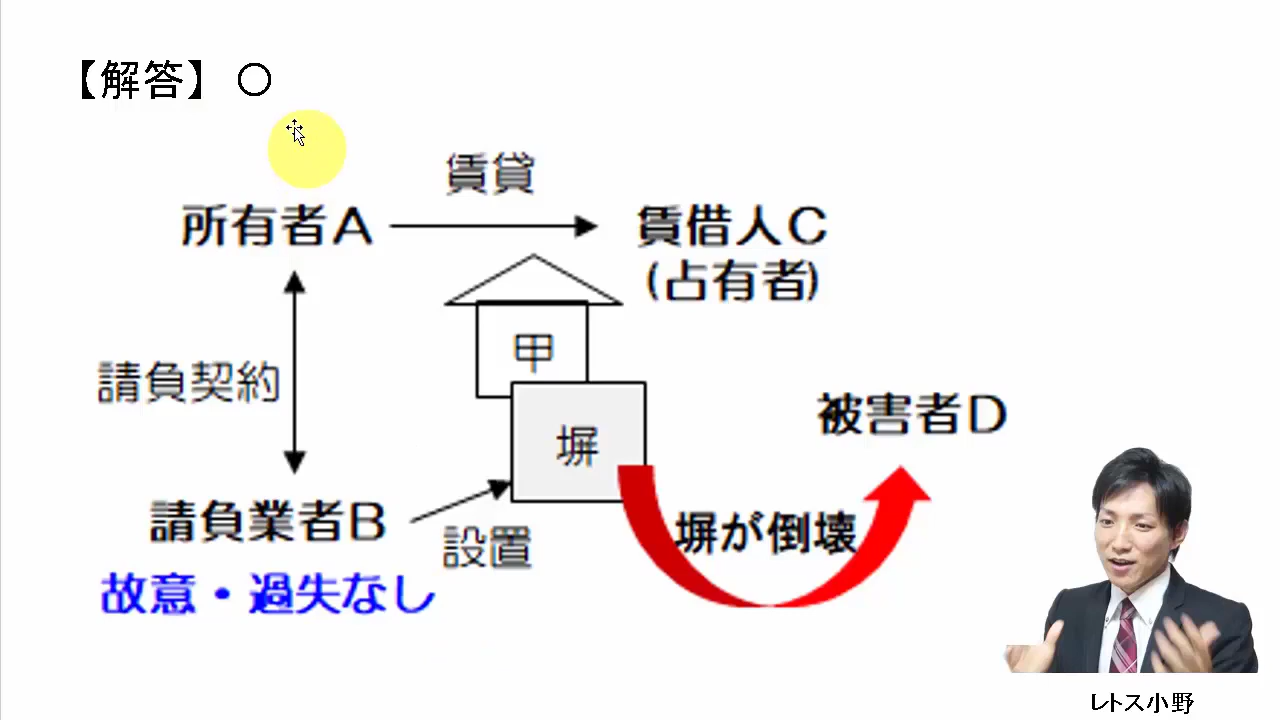 【解答】 〇
賃貸
所有者A
賃借人C
(占有者)
甲
請負契約
塀
被害者D
請負業者B
設置
塀が倒壊
故意・過失なし
レトス小野